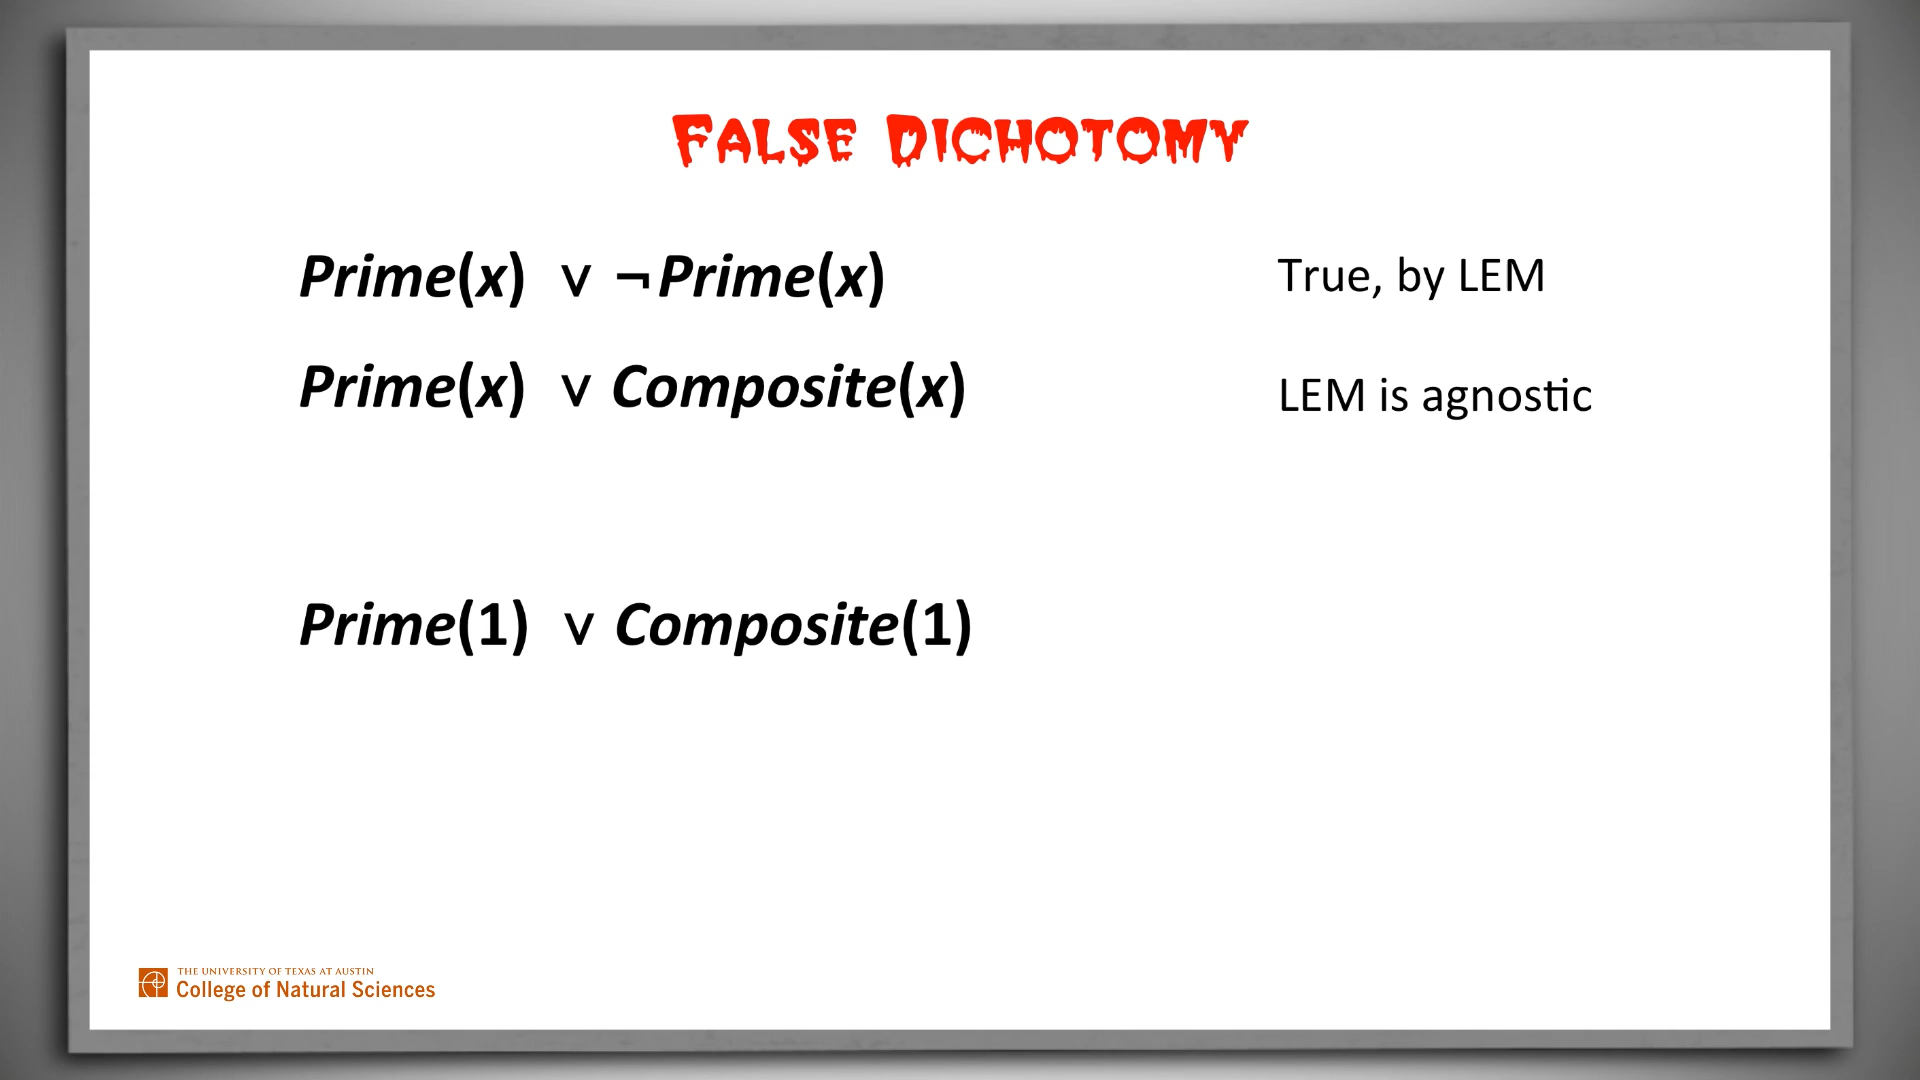 FALSE DICHOTOMY
Prime(x) ∨ ¬Prime(x) True, by LEM
Prime(x) ∨ Composite(x) LEM is agnostic
Prime(1) ∨ Composite(1)
THE UNIVERSITY OF TEXAS AT AUSTIN
College of Natural Sciences